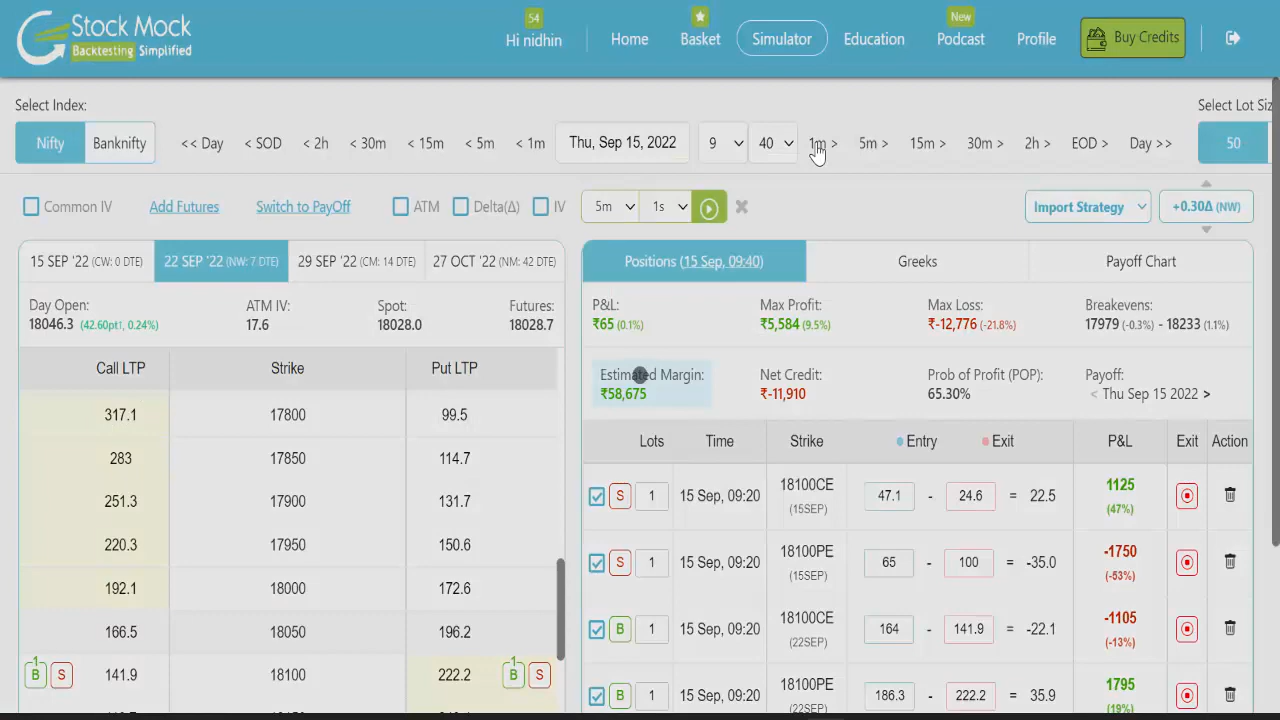 Stock Mock
Backtesting Simplified
54
Hi nidhin
Home
Basket
Simulator
Education
New
Podcast
Profile
Buy Credits
Select Index:
Select Lot Siz
Nifty
Banknifty
<< Day
< SOD
< 2h
< 30m
< 15m
< 5m
< 1m
Thu, Sep 15, 2022
9
40
1m >
5m >
15m >
30m >
2h >
EOD >
Day >>
50
Common IV
Add Futures
Switch to PayOff
ATM
Delta(Δ)
IV
5m
1s
Import Strategy
+0.30Δ (NW)
15 SEP '22 (CW: 0 DTE)
22 SEP '22 (NW: 7 DTE)
29 SEP '22 (CM: 14 DTE)
27 OCT '22 (NM: 42 DTE)
Positions (15 Sep, 09:40)
Greeks
Payoff Chart
Day Open:
ATM IV:
Spot:
Futures:
18046.3 (42.60pt↑, 0.24%)
17.6
18028.0
18028.7
P&L:
Max Profit:
Max Loss:
Breakevens:
₹65 (0.1%)
₹5,584 (9.5%)
₹-12,776 (-21.8%)
17979 (-0.3%) - 18233 (1.1%)
Estimated Margin:
Net Credit:
Prob of Profit (POP):
Payoff:
₹58,675
₹-11,910
65.30%
< Thu Sep 15 2022 >
Call LTP Strike Put LTP
317.1 17800 99.5
283 17850 114.7
251.3 17900 131.7
220.3 17950 150.6
192.1 18000 172.6
166.5 18050 196.2
1 B S 141.9 18100 222.2 1 B S
Lots Time Strike Entry Exit P&L Exit Action
S 1 15 Sep, 09:20 18100CE (15SEP) 47.1 - 24.6 = 22.5 1125 (47%)
S 1 15 Sep, 09:20 18100PE (15SEP) 65 - 100 = -35.0 -1750 (-53%)
B 1 15 Sep, 09:20 18100CE (22SEP) 164 - 141.9 = -22.1 -1105 (-13%)
B 1 15 Sep, 09:20 18100PE (22SEP) 186.3 - 222.2 = 35.9 1795 (19%)